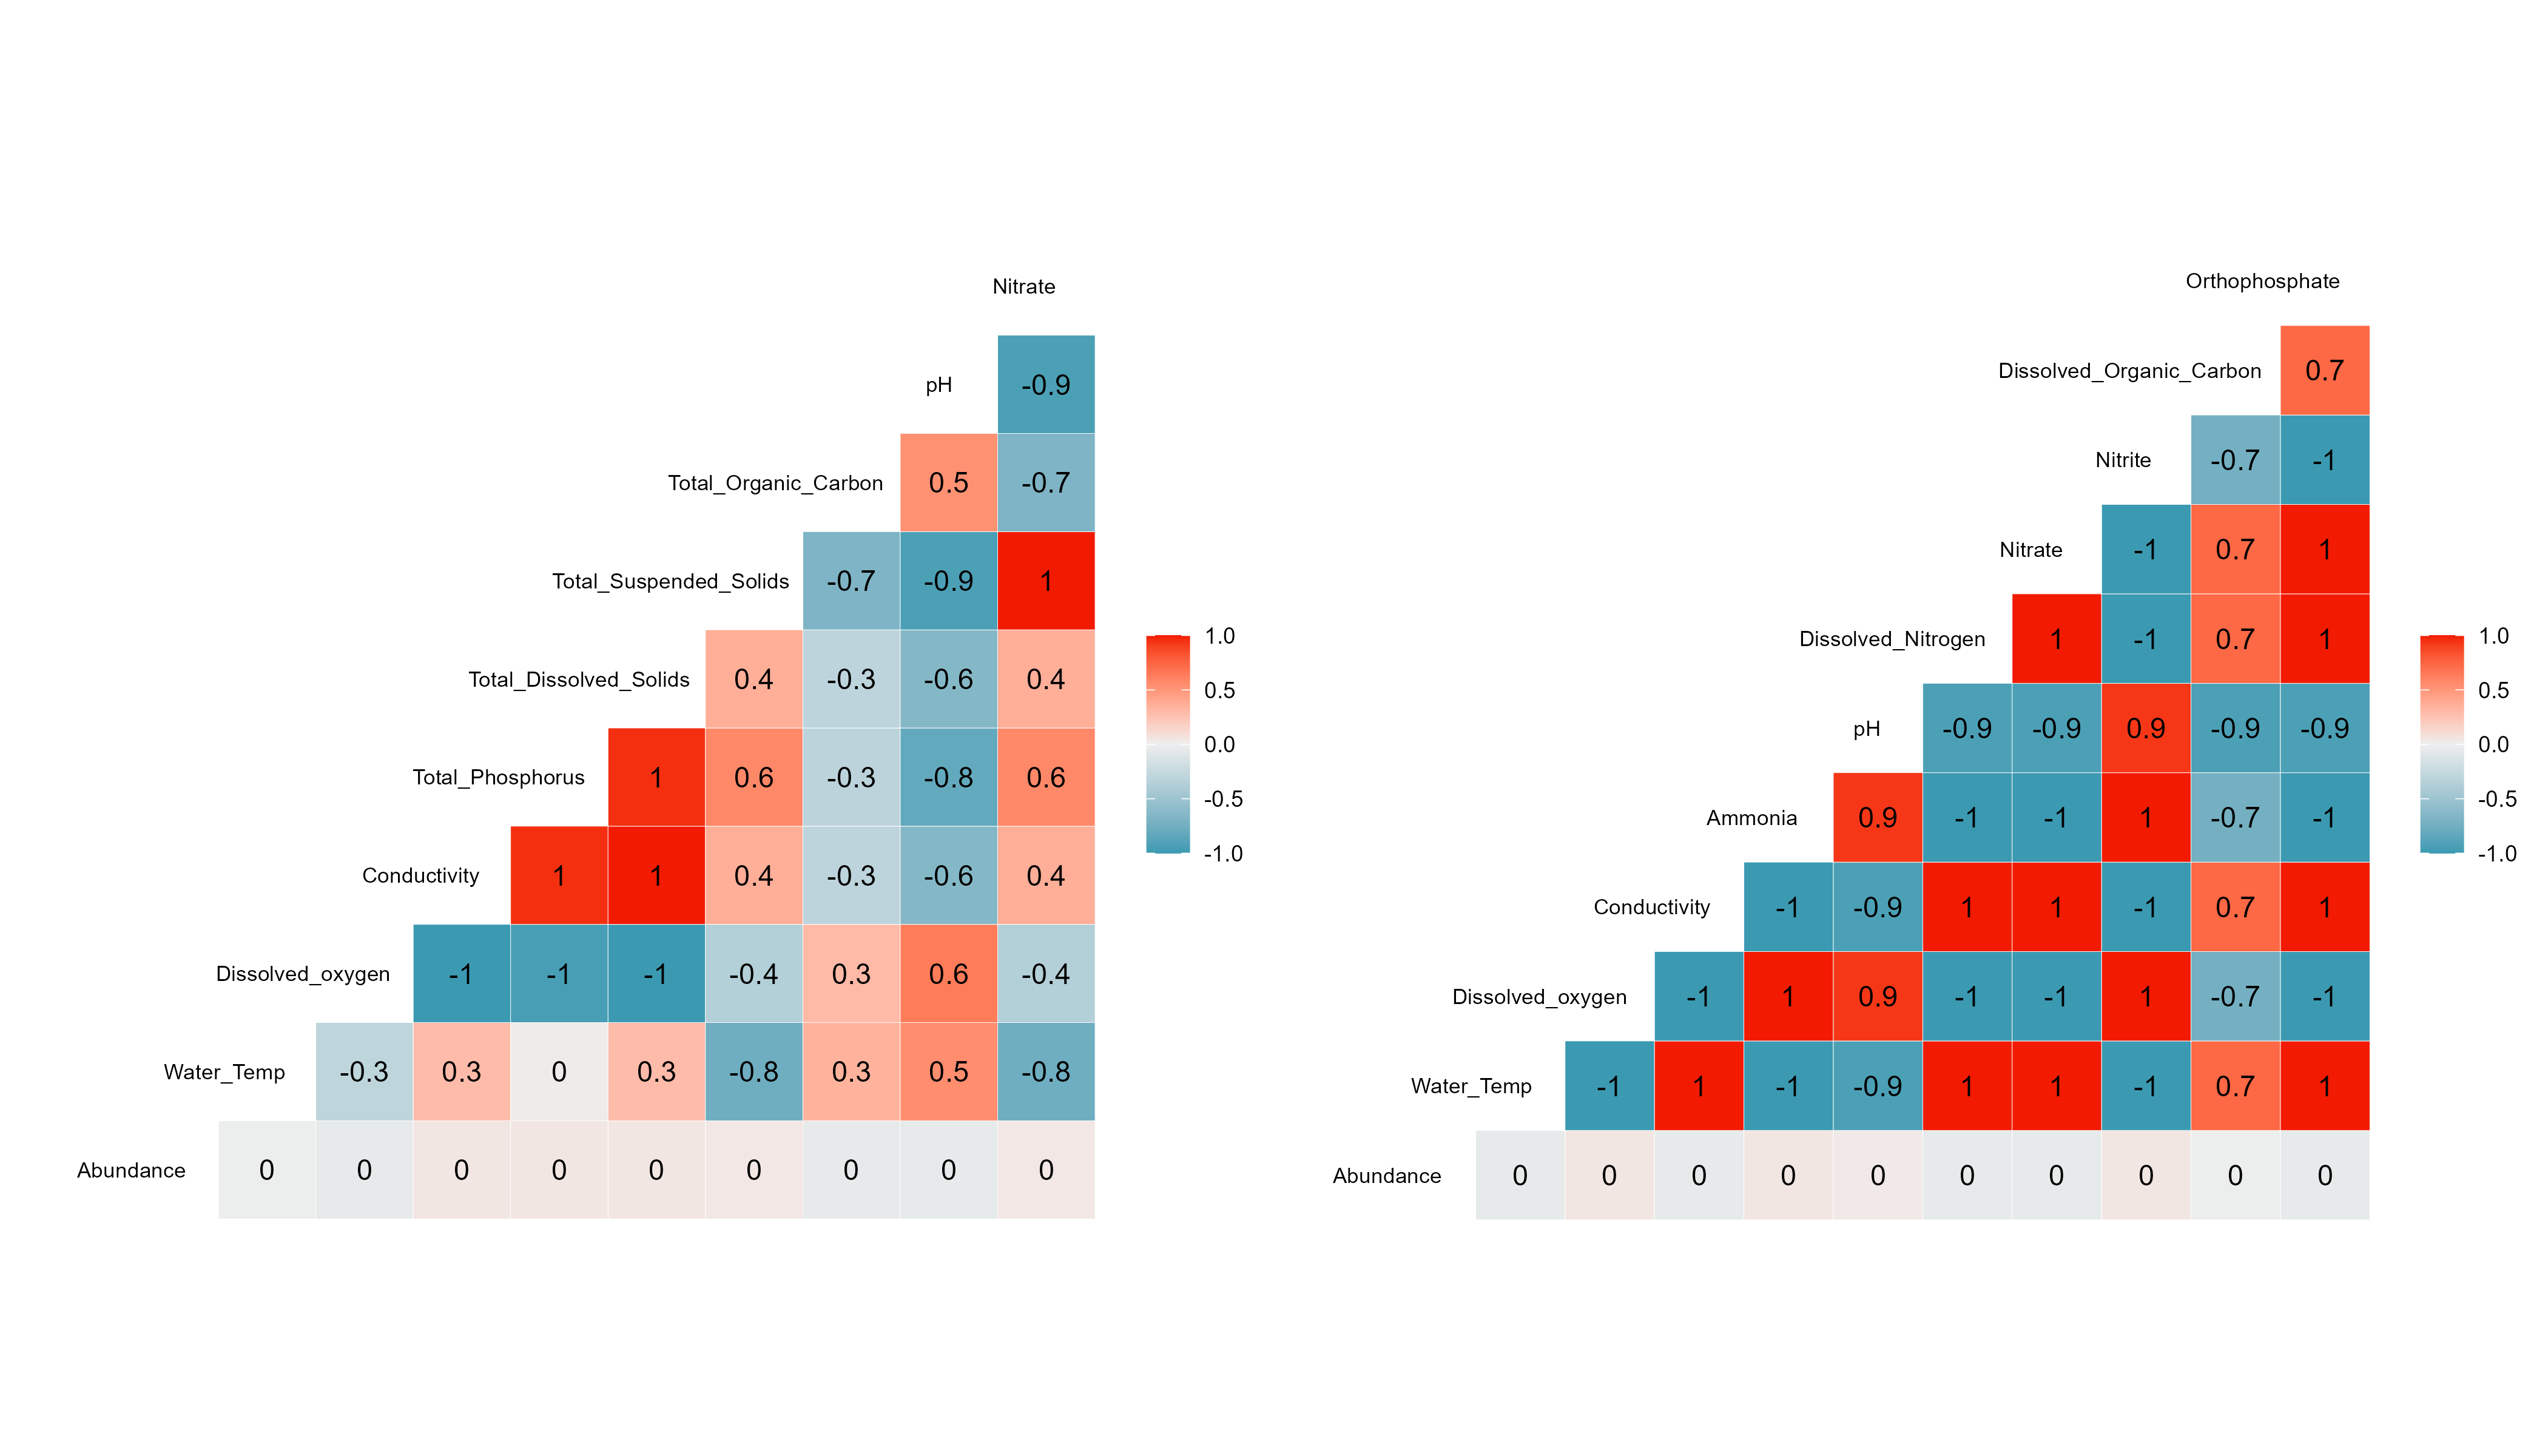 Nitrate
pH -0.9
Total_Organic_Carbon 0.5 -0.7
Total_Suspended_Solids -0.7 -0.9 1
Total_Dissolved_Solids 0.4 -0.3 -0.6 0.4
Total_Phosphorus 1 0.6 -0.3 -0.8 0.6
Conductivity 1 1 0.4 -0.3 -0.6 0.4
Dissolved_oxygen -1 -1 -1 -0.4 0.3 0.6 -0.4
Water_Temp -0.3 0.3 0 0.3 -0.8 0.3 0.5 -0.8
Abundance 0 0 0 0 0 0 0 0 0
1.0
0.5
0.0
-0.5
-1.0
Orthophosphate
Dissolved_Organic_Carbon 0.7
Nitrite -0.7 -1
Nitrate -1 0.7 1
Dissolved_Nitrogen 1 -1 0.7 1
pH -0.9 -0.9 0.9 -0.9 -0.9
Ammonia 0.9 -1 -1 1 -0.7 -1
Conductivity -1 -0.9 1 1 -1 0.7 1
Dissolved_oxygen -1 1 0.9 -1 -1 1 -0.7 -1
Water_Temp -1 1 -1 -0.9 1 1 -1 0.7 1
Abundance 0 0 0 0 0 0 0 0 0 0
1.0
0.5
0.0
-0.5
-1.0